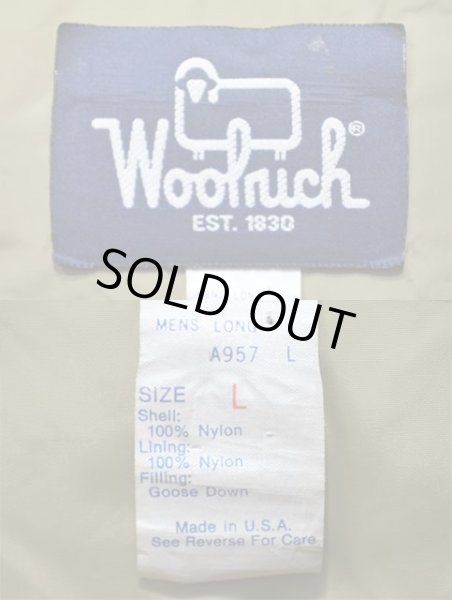 Woolrich®
EST. 1830
SOLD OUT
MENS LONG
A957 L
SIZE L
Shell:
100% Nylon
Lining:
100% Nylon
Filling:
Goose Down
Made in U.S.A.
See Reverse For Care